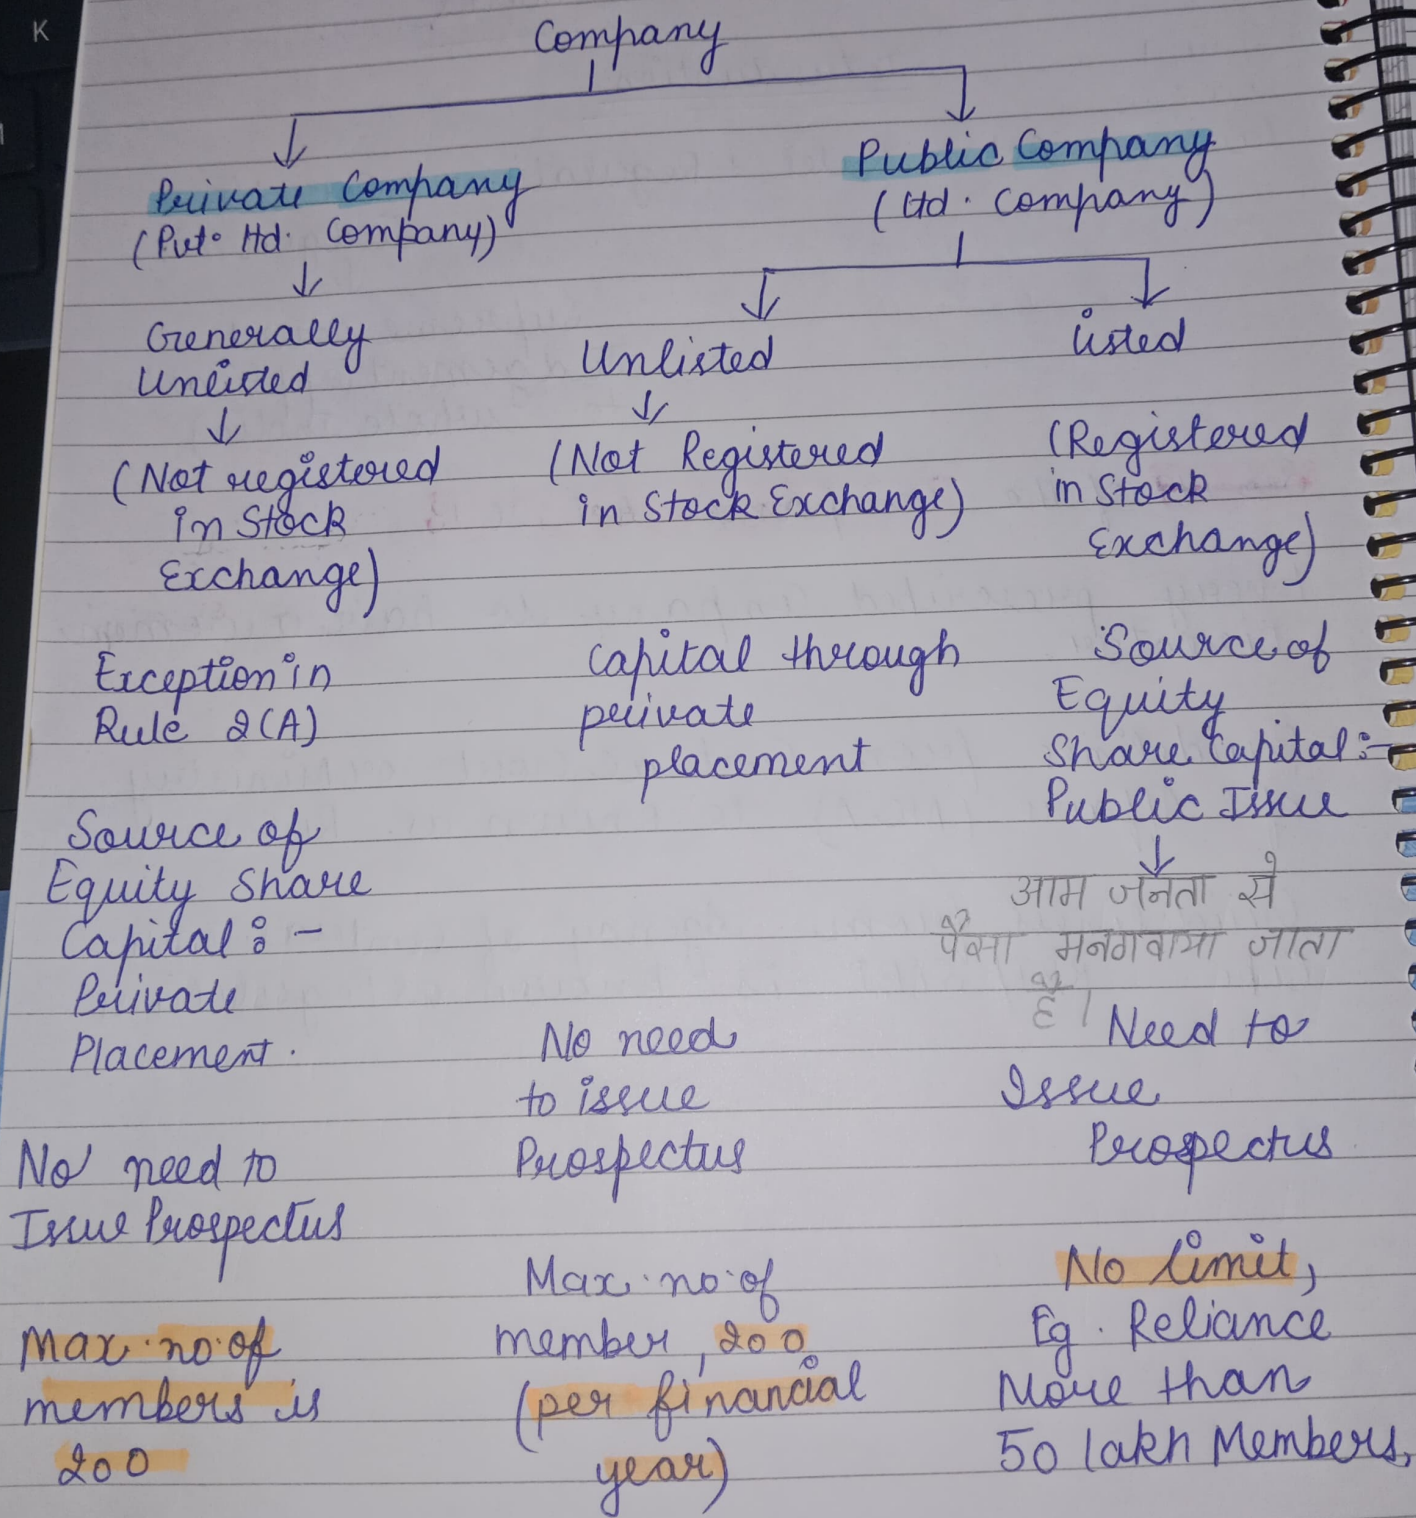 K
Company
Private Company
(Pvt. Ltd. Company)
Generally
Unlisted
(Not registered
in Stock
Exchange)
Exception in
Rule 2(A)
Source of
Equity Share
Capital : -
Private
Placement.
No need to
Issue Prospectus
Max. no. of
members is
200
Public Company
(Ltd. Company)
Unlisted
(Not Registered
in Stock Exchange)
Capital through
private
placement
No need
to issue
Prospectus
Max. no. of
member, 200
(per financial
year)
Listed
(Registered
in Stock
Exchange)
Source of
Equity
Share Capital :-
Public Issue
आम जनता से
पैसा मनगवाया जाता
है।
Need to
Issue
Prospectus
No limit,
Eg. Reliance
More than
50 lakh Members,